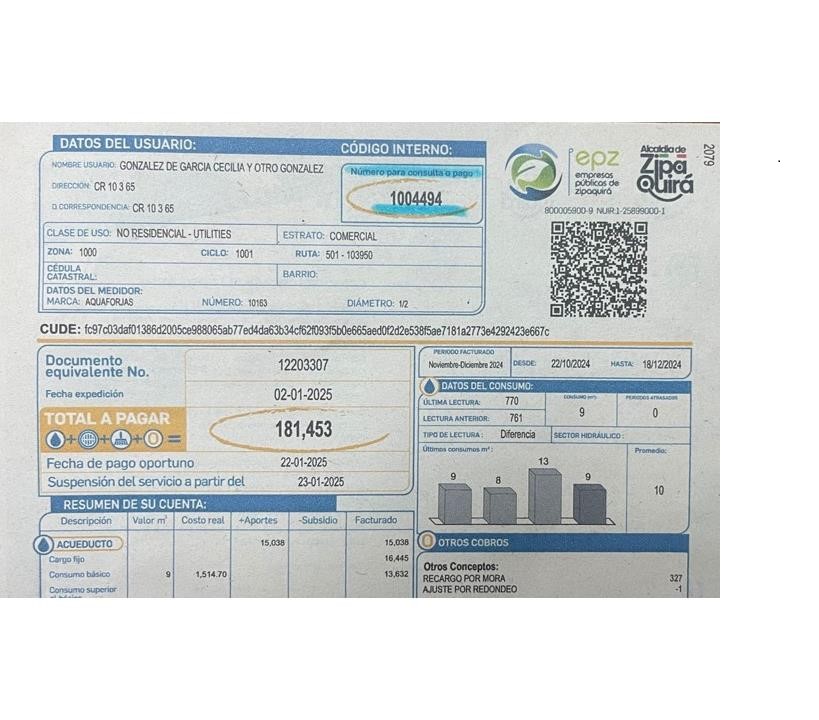 DATOS DEL USUARIO:
CÓDIGO INTERNO:
NOMBRE USUARIO: GONZALEZ DE GARCIA CECILIA Y OTRO GONZALEZ
DIRECCIÓN: CR 10 3 65
D.CORRESPONDENCIA: CR 10 3 65
Número para consulta o pago
1004494
CLASE DE USO: NO RESIDENCIAL - UTILITIES
ESTRATO: COMERCIAL
ZONA: 1000 CICLO: 1001 RUTA: 501 - 103950
CÉDULA
CATASTRAL:
BARRIO:
DATOS DEL MEDIDOR:
MARCA: AQUAFORJAS NÚMERO: 10163 DIÁMETRO: 1/2
epz
empresas
públicas de
zipaquirá
Alcaldía de
Zipa
Quirá
2079
800005900-9 NUIR:1-25899000-1
CUDE: fc97c03daf01386d2005ce988065ab77ed4da63b34cf62f093f5b0e665aed0f2d2e538f5ae7181a2773e4292423e667c
Documento
equivalente No. 12203307
Fecha expedición 02-01-2025
TOTAL A PAGAR
181,453
Fecha de pago oportuno 22-01-2025
Suspensión del servicio a partir del 23-01-2025
PERIODO FACTURADO
Noviembre-Diciembre 2024
DESDE: 22/10/2024 HASTA: 18/12/2024
DATOS DEL CONSUMO:
ÚLTIMA LECTURA: 770
LECTURA ANTERIOR: 761
CONSUMO (m³):
9
PERIODOS ATRASADOS
0
TIPO DE LECTURA : Diferencia
SECTOR HIDRÁULICO :
Últimos consumos m³:
9 8 13 9
Promedio:
10
RESUMEN DE SU CUENTA:
Descripción Valor m³ Costo real +Aportes -Subsidio Facturado
ACUEDUCTO 15,038 15,038
Cargo fijo 16,445
Consumo básico 9 1,514.70 13,632
Consumo superior
al básico
OTROS COBROS
Otros Conceptos:
RECARGO POR MORA 327
AJUSTE POR REDONDEO -1